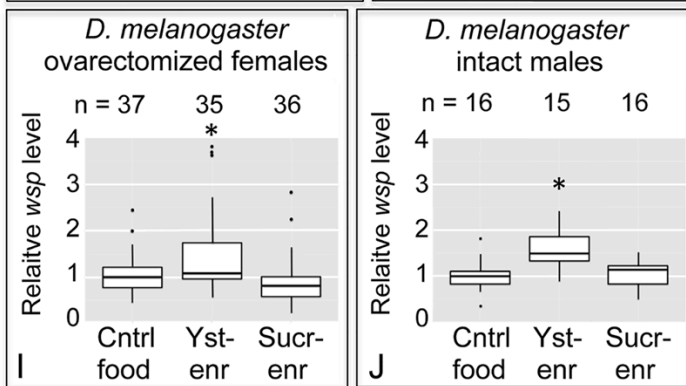 D. melanogaster
ovarectomized females
n = 37 35 36
*
Relaitve wsp level
4
3
2
1
0
Cntrl food
Yst-enr
Sucr-enr
I
D. melanogaster
intact males
n = 16 15 16
*
Relaitve wsp level
4
3
2
1
0
Cntrl food
Yst-enr
Sucr-enr
J